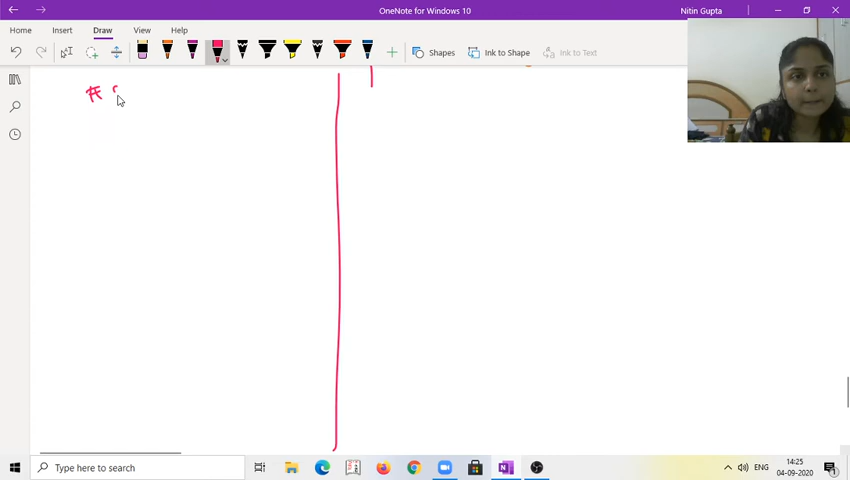 OneNote for Windows 10
Nitin Gupta
Home Insert Draw View Help
Shapes Ink to Shape Ink to Text
#
Type here to search
ENG
14:25
04-09-2020